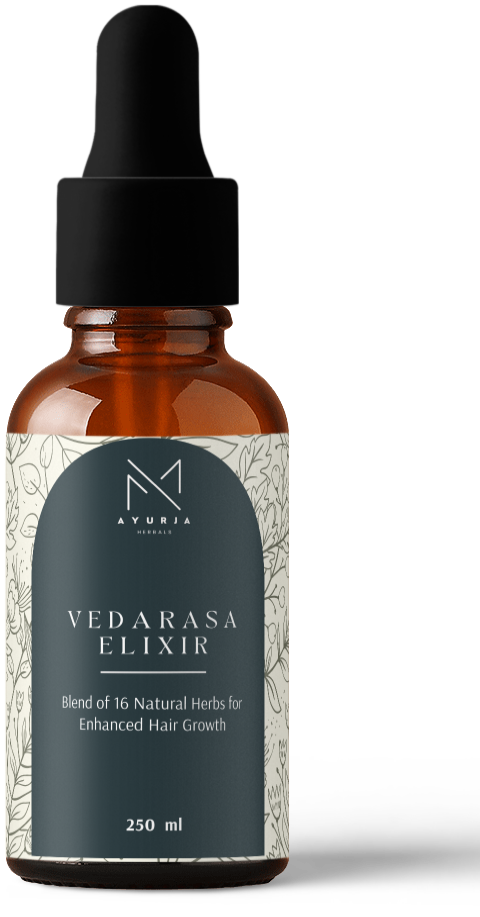 AYURJA
HERBALS
VEDARASA
ELIXIR
Blend of 16 Natural Herbs for
Enhanced Hair Growth
250 ml